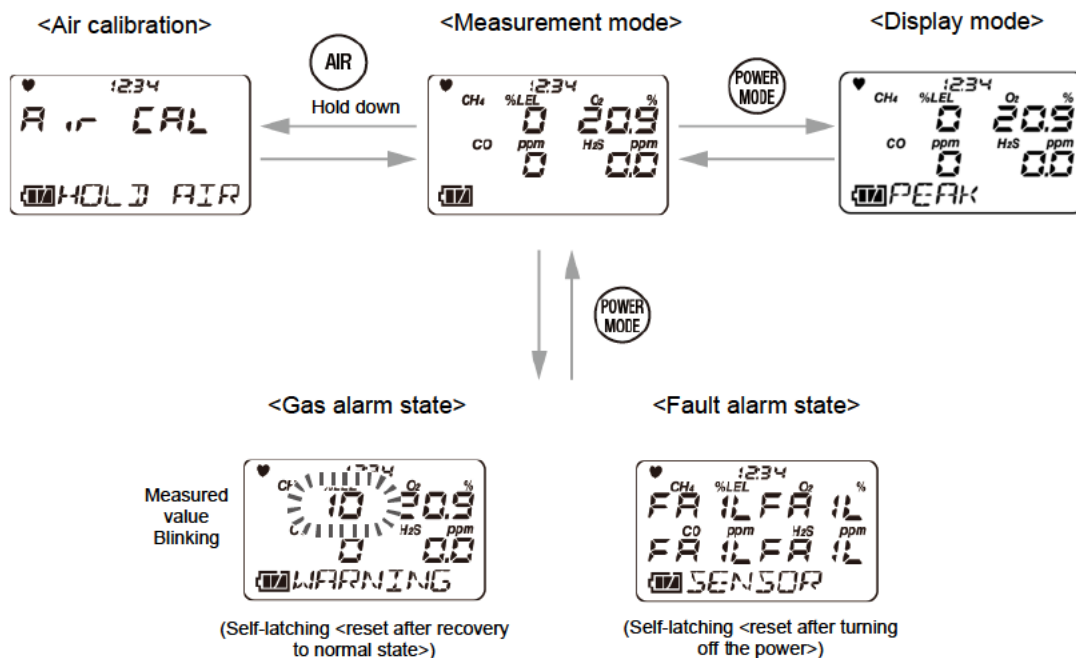 <Air calibration>
<Measurement mode>
<Display mode>
AIR
Hold down
POWER
MODE
12:34
Air CAL
HOLD AIR
12:34
CH₄ %LEL O₂ %
0 20.9
CO ppm H₂S ppm
0 0.0
12:34
CH₄ %LEL O₂ %
0 20.9
CO ppm H₂S ppm
0 0.0
PEAK
POWER
MODE
<Gas alarm state>
<Fault alarm state>
Measured
value
Blinking
O₂ %
10 20.9
H₂S ppm
0 0.0
WARNING
12:34
CH₄ %LEL O₂ %
FAIL FAIL
CO ppm H₂S ppm
FAIL FAIL
SENSOR
(Self-latching <reset after recovery
to normal state>)
(Self-latching <reset after turning
off the power>)